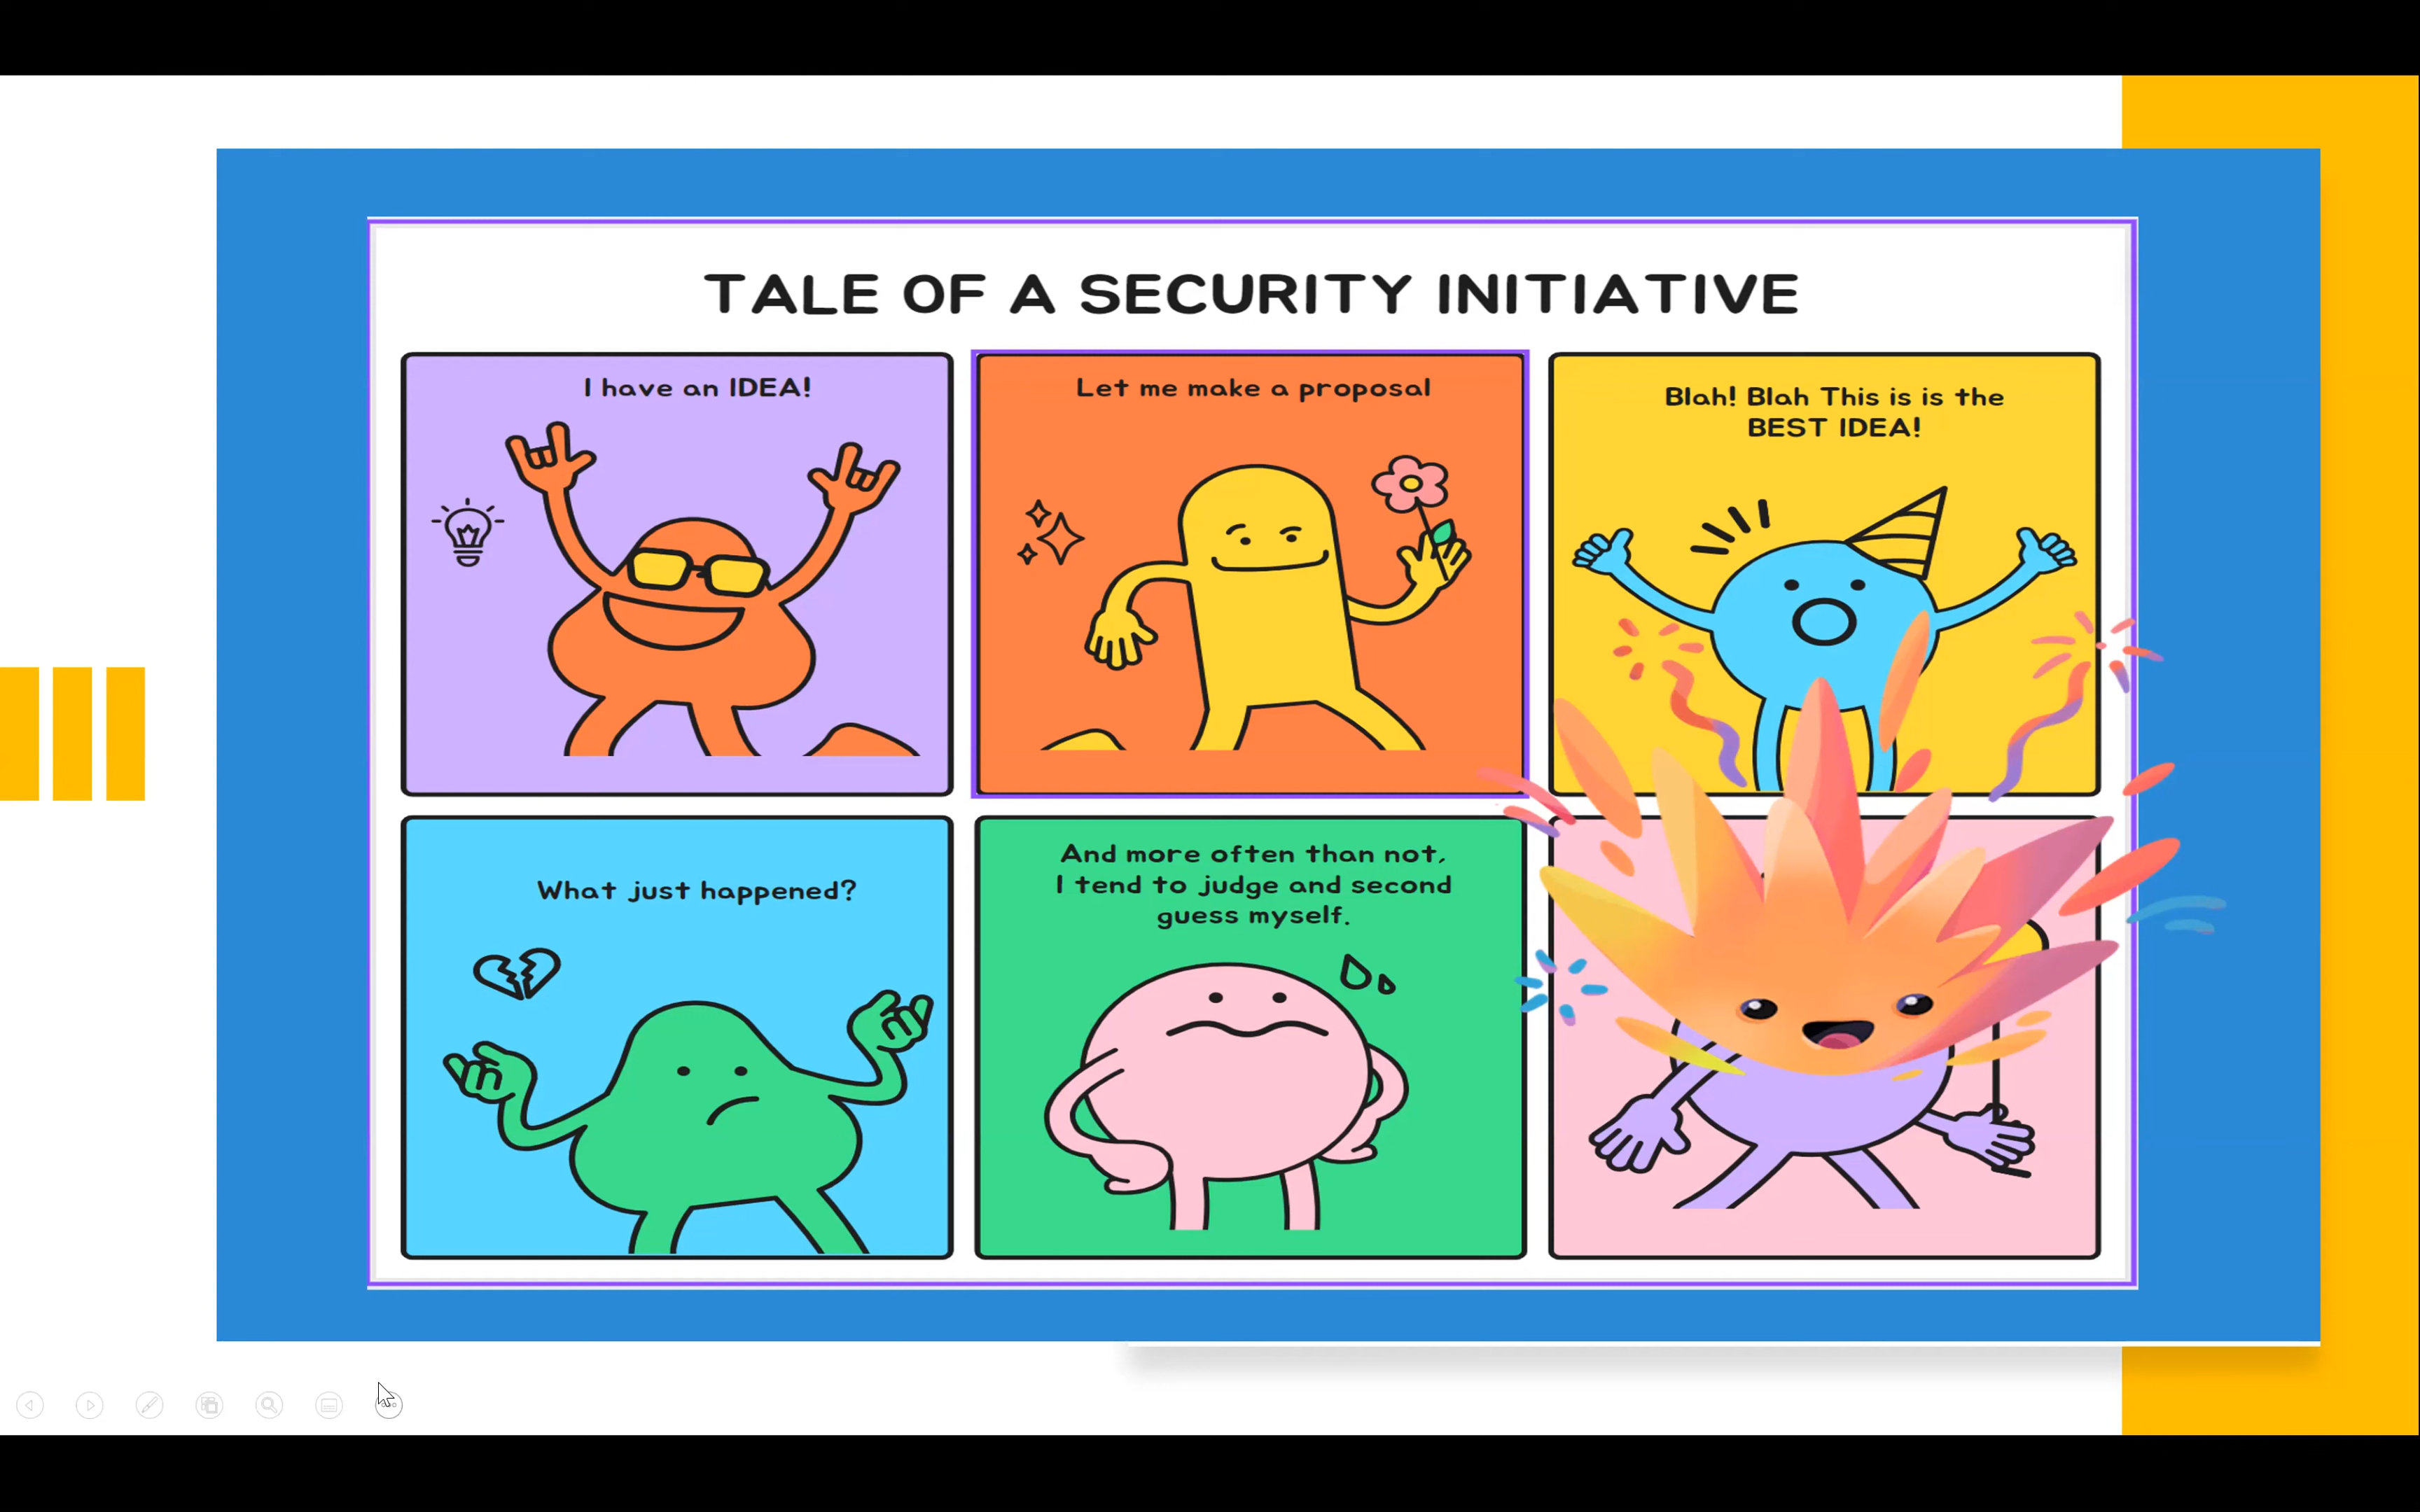 TALE OF A SECURITY INITIATIVE
I have an IDEA!
Let me make a proposal
Blah! Blah This is is the
BEST IDEA!
What just happened?
And more often than not,
I tend to judge and second
guess myself.